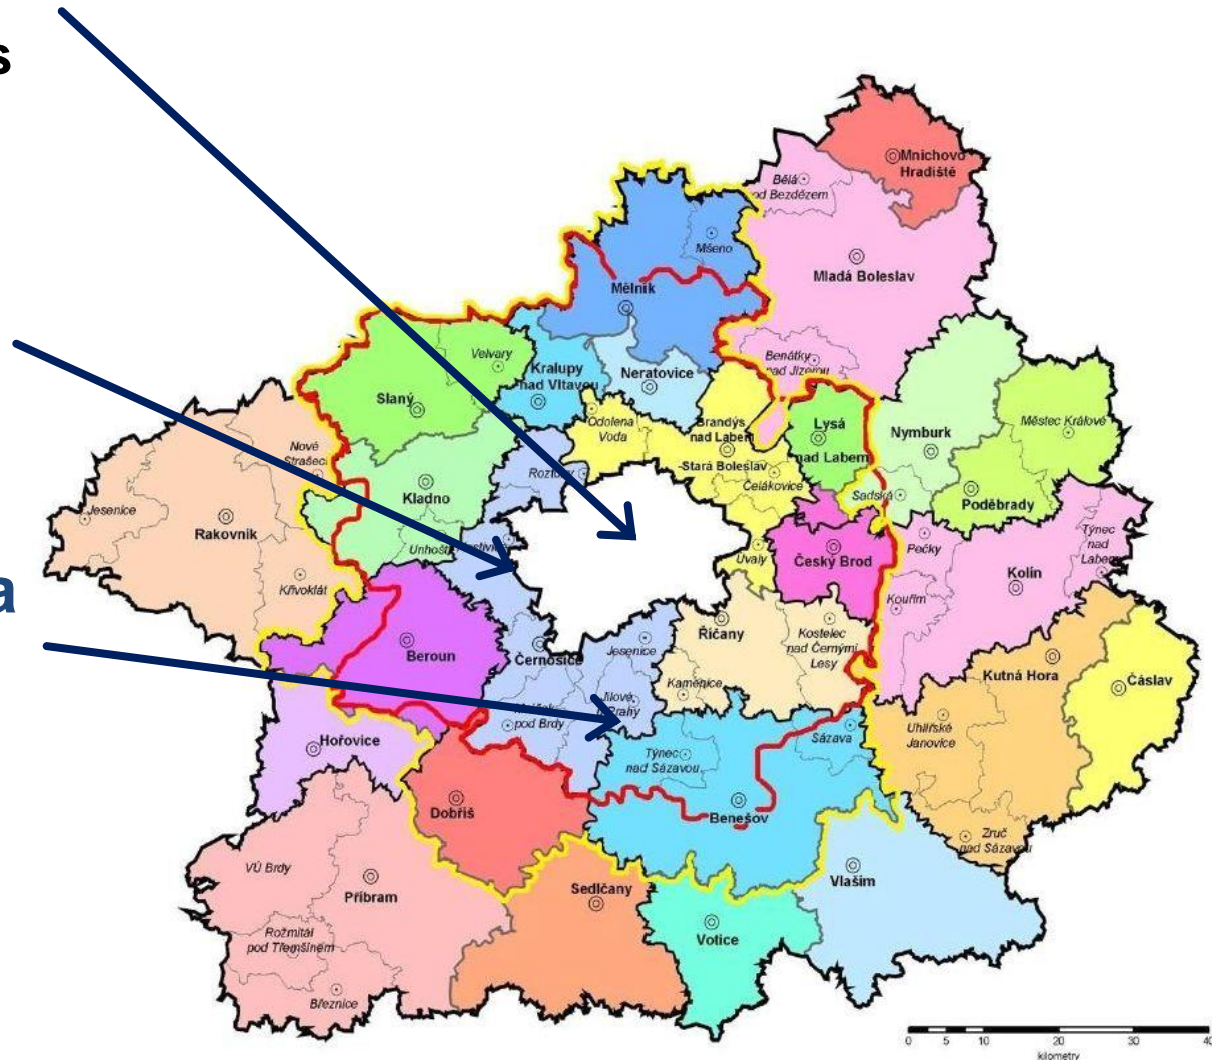 s
a
Mnichovo
Hradiště
Bělá
pod Bezdězem
Mšeno
Mladá Boleslav
Mělník
Benátky
nad Jizerou
Velvary
Kralupy
nad Vltavou
Neratovice
Slaný
Odolena
Voda
Brandýs
nad Labem
-Stará Boleslav
Čelákovice
Lysá
nad Labem
Nymburk
Městec Králové
Sadská
Poděbrady
Nové
Strašecí
Roztoky
Kladno
Jesenice
Rakovník
Unhošť
Úvaly
Český Brod
Pečky
Týnec
nad
Labem
Kolín
Kouřim
Křivoklát
Beroun
Černošice
Jesenice
Říčany
Kostelec
nad Černými
Lesy
Kamenice
Jílové
u Prahy
pod Brdy
Kutná Hora
Čáslav
Uhlířské
Janovice
Hořovice
Týnec
nad Sázavou
Sázava
Dobříš
Benešov
Zruč
nad Sázavou
VÚ Brdy
Příbram
Sedlčany
Vlašim
Votice
Rožmitál
pod Třemšínem
Březnice
0 5 10 20 30 40
kilometry